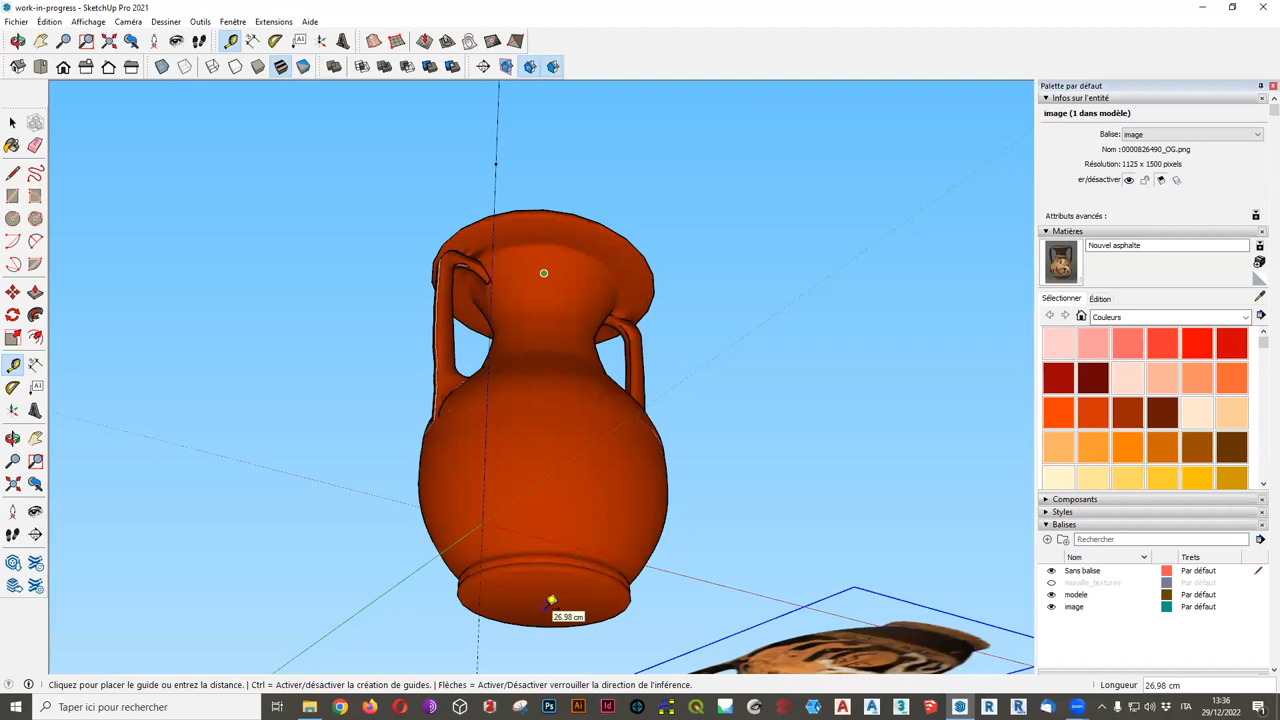 work-in-progress - SketchUp Pro 2021
Fichier Édition Affichage Caméra Dessiner Outils Fenêtre Extensions Aide
Palette par défaut
Infos sur l'entité
image (1 dans modèle)
Balise: image
Nom :0000826490_OG.png
Résolution: 1125 x 1500 pixels
er/désactiver
Attributs avancés :
Matières
Nouvel asphalte
Sélectionner Édition
Couleurs
Composants
Styles
Balises
Rechercher
Nom Tirets
Sans balise Par défaut
muraille_texturee Par défaut
modele Par défaut
image Par défaut
26,98 cm
Cliquez pour placer le guide ou entrez la distance. | Ctrl = Activer/désactiver la création de guides. | Flèches = Activer/Désactiver verrouiller la direction de l'inférence.
Longueur 26,98 cm
Taper ici pour rechercher
13:36
29/12/2022